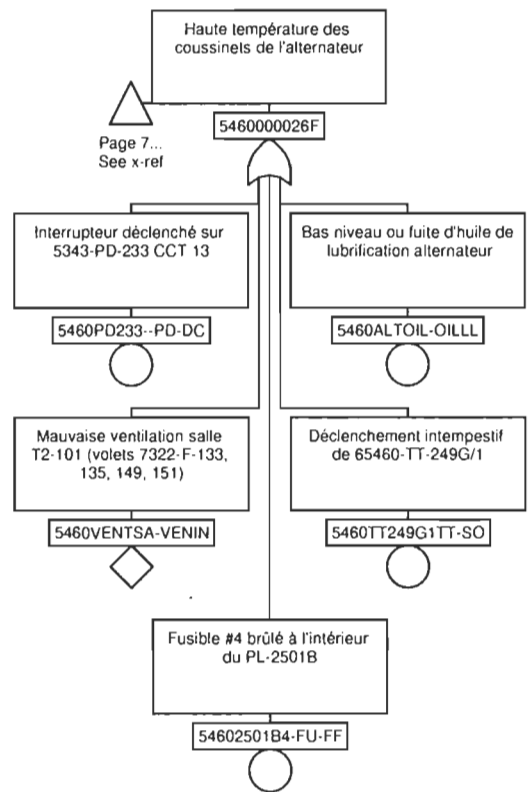 Haute température des
coussinets de l'alternateur
5460000026F
Page 7...
See x-ref
Interrupteur déclenché sur
5343-PD-233 CCT 13
5460PD233--PD-DC
Bas niveau ou fuite d'huile de
lubrification alternateur
5460ALTOIL-OILLL
Mauvaise ventilation salle
T2-101 (volets 7322-F-133,
135, 149, 151)
5460VENTSA-VENIN
Déclenchement intempestif
de 65460-TT-249G/1
5460TT249G1TT-SO
Fusible #4 brûlé à l'intérieur
du PL-2501B
54602501B4-FU-FF